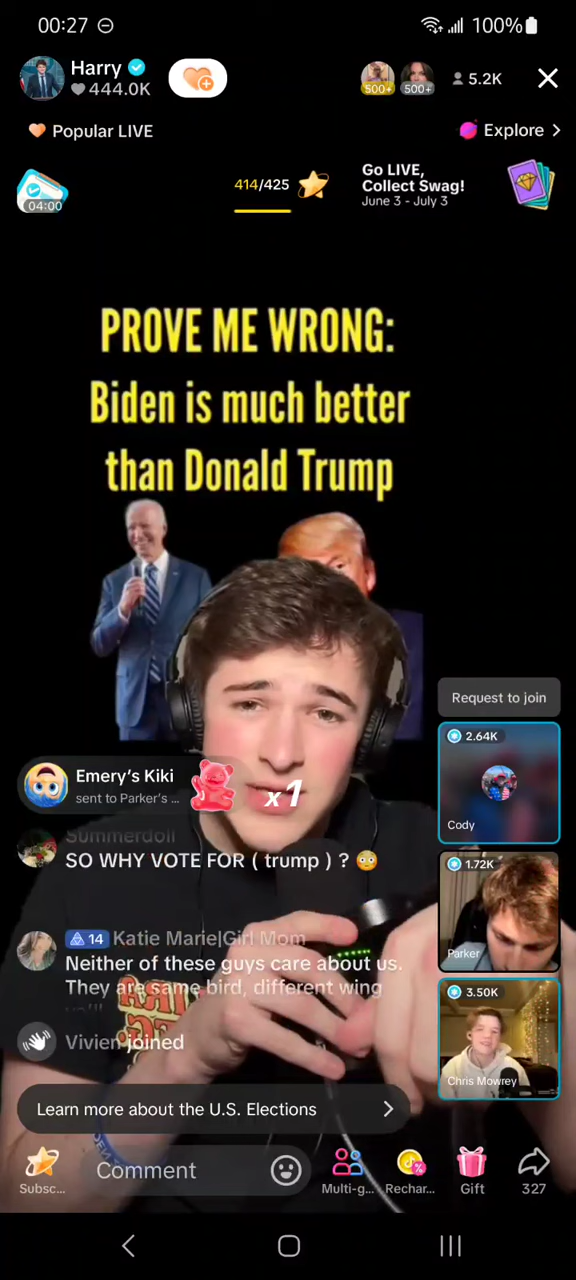 00:27
100%
Harry
444.0K
500+
500+
5.2K
Popular LIVE
Explore
04:00
414/425
Go LIVE,
Collect Swag!
June 3 - July 3
PROVE ME WRONG:
Biden is much better
than Donald Trump
Request to join
2.64K
Cody
Emery's Kiki
sent to Parker's ...
x1
Summerdoll
SO WHY VOTE FOR ( trump ) ? 😳
1.72K
Parker
14 Katie Marie|Girl Mom
Neither of these guys care about us.
They are same bird, different wing
3.50K
Chris Mowrey
Vivien joined
Learn more about the U.S. Elections
Comment
Subsc...
Multi-g...
Rechar...
Gift
327